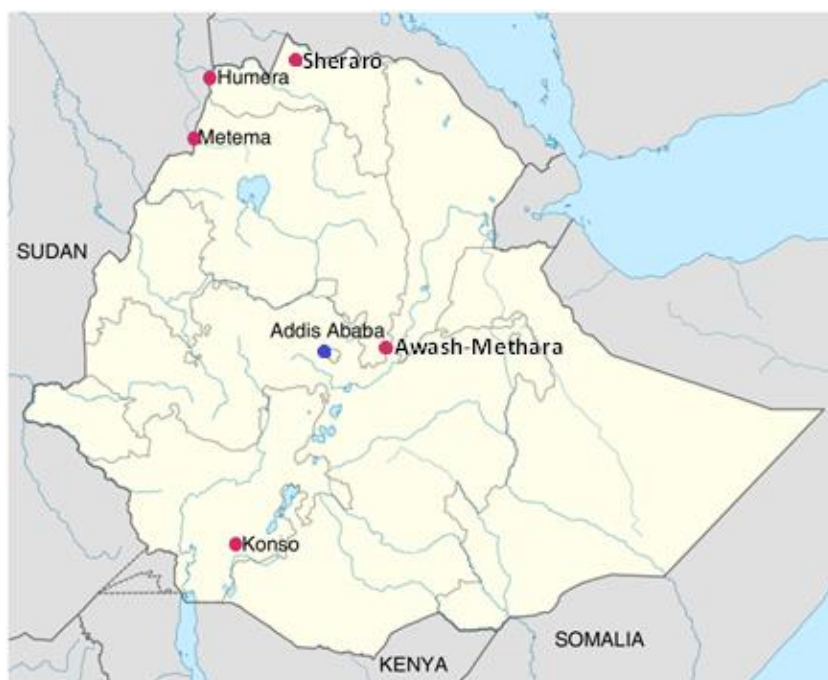 Sheraro
Humera
Metema
SUDAN
Addis Ababa
Awash-Methara
Konso
SOMALIA
KENYA